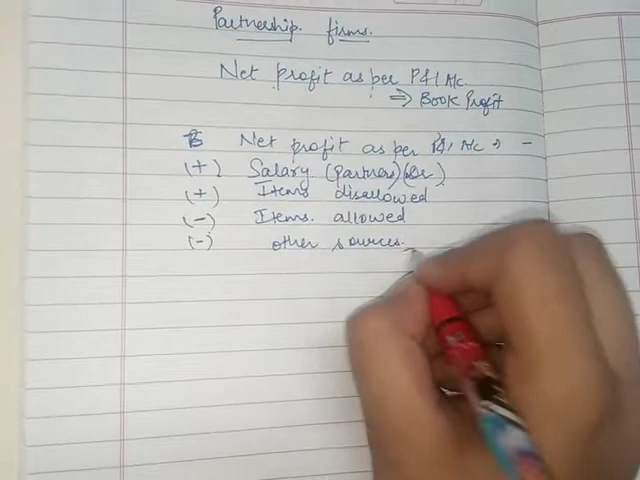 Partnership firms.
Net profit as per P&L A/c
⇒ Book Profit
Net profit as per P&L A/c → -
(+) Salary (Partners)
(+) Items disallowed
(-) Items. allowed
(-) other sources.